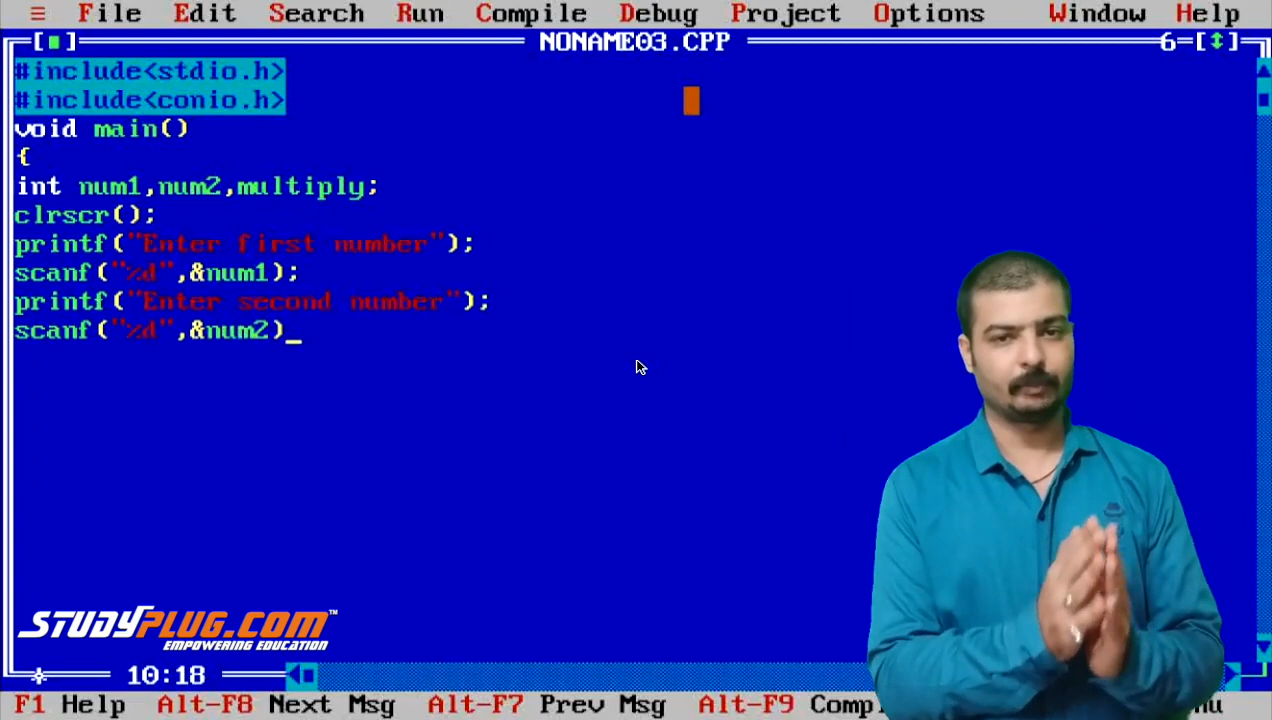 ≡ File Edit Search Run Compile Debug Project Options Window Help
[■] NONAME03.CPP 6=[↕]
#include<stdio.h>
#include<conio.h>
void main()
{
int num1,num2,multiply;
clrscr();
printf("Enter first number");
scanf("%d",&num1);
printf("Enter second number");
scanf("%d",&num2)_
STUDYPLUG.COM™
EMPOWERING EDUCATION
10:18
F1 Help Alt-F8 Next Msg Alt-F7 Prev Msg Alt-F9